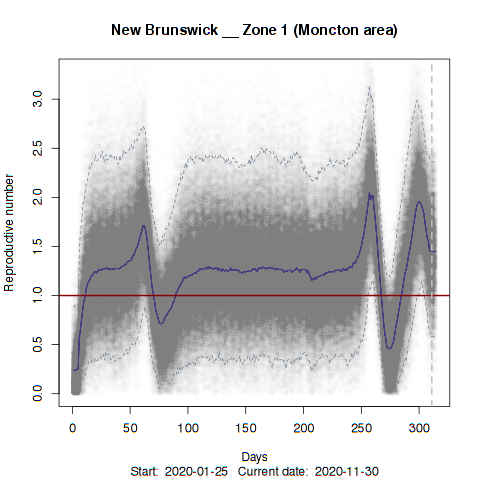 New Brunswick __ Zone 1 (Moncton area)
3.0
2.5
2.0
1.5
1.0
0.5
0.0
Reproductive number
0 50 100 150 200 250 300
Days
Start: 2020-01-25 Current date: 2020-11-30